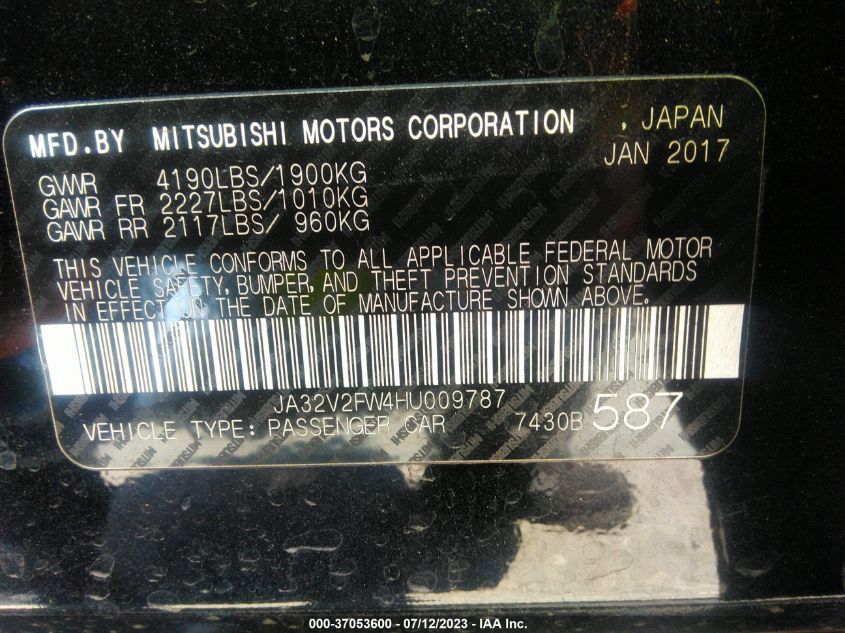 MFD.BY MITSUBISHI MOTORS CORPORATION , JAPAN
JAN 2017
GVWR 4190LBS/1900KG
GAWR FR 2227LBS/1010KG
GAWR RR 2117LBS/ 960KG
THIS VEHICLE CONFORMS TO ALL APPLICABLE FEDERAL MOTOR
VEHICLE SAFETY, BUMPER, AND THEFT PREVENTION STANDARDS
IN EFFECT ON THE DATE OF MANUFACTURE SHOWN ABOVE.
JA32V2FW4HU009787
VEHICLE TYPE: PASSENGER CAR 7430B 587
000-37053600 - 07/12/2023 - IAA Inc.